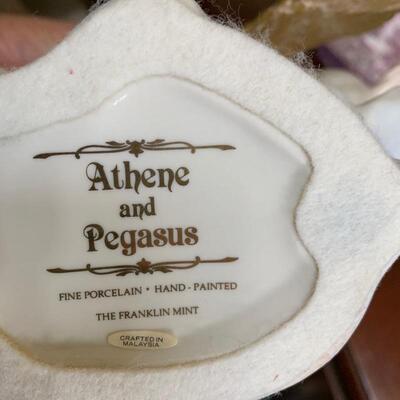 Athene
and
Pegasus
FINE PORCELAIN • HAND - PAINTED
THE FRANKLIN MINT
CRAFTED IN
MALAYSIA